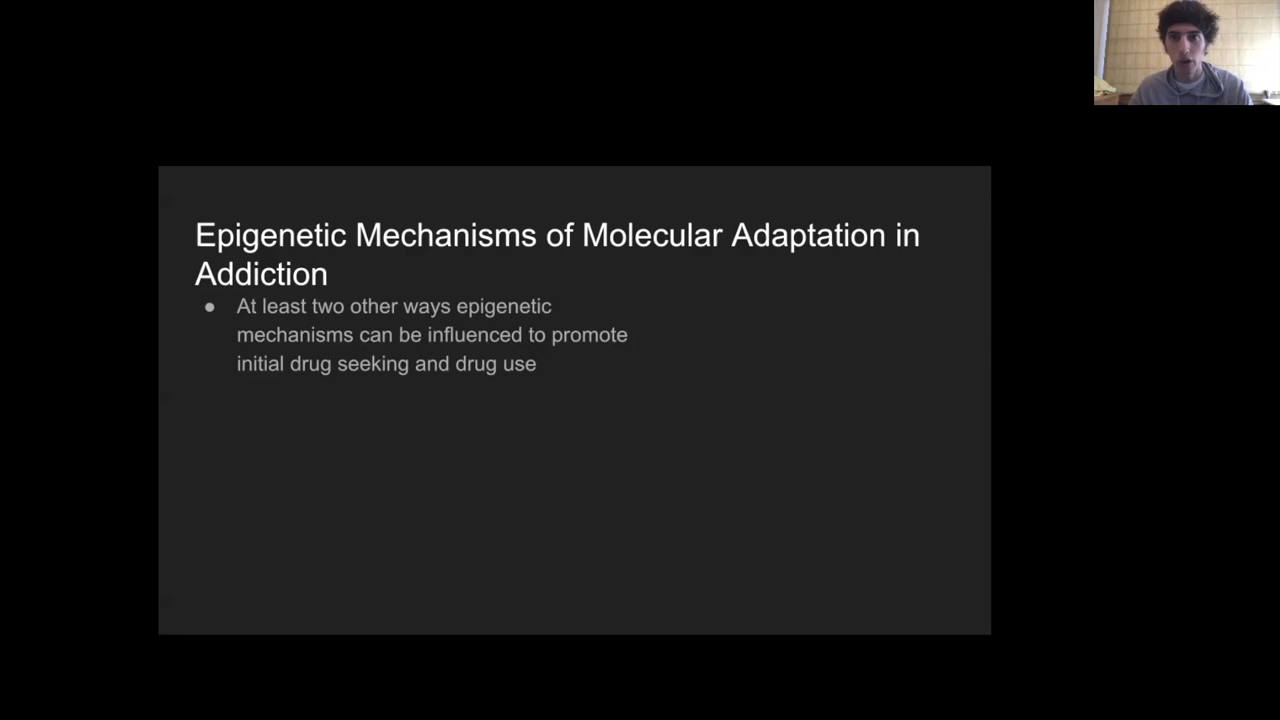 Epigenetic Mechanisms of Molecular Adaptation in
Addiction
● At least two other ways epigenetic
mechanisms can be influenced to promote
initial drug seeking and drug use